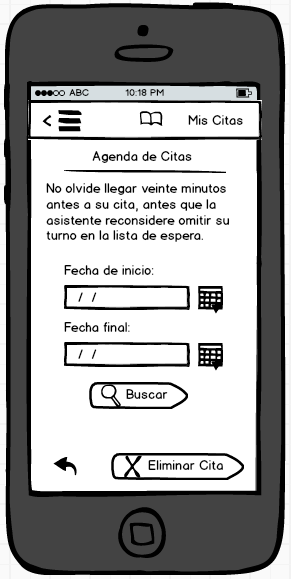 ABC 10:18 PM
Mis Citas
Agenda de Citas
No olvide llegar veinte minutos
antes a su cita, antes que la
asistente reconsidere omitir su
turno en la lista de espera.
Fecha de inicio:
/ /
Fecha final:
/ /
Buscar
Eliminar Cita